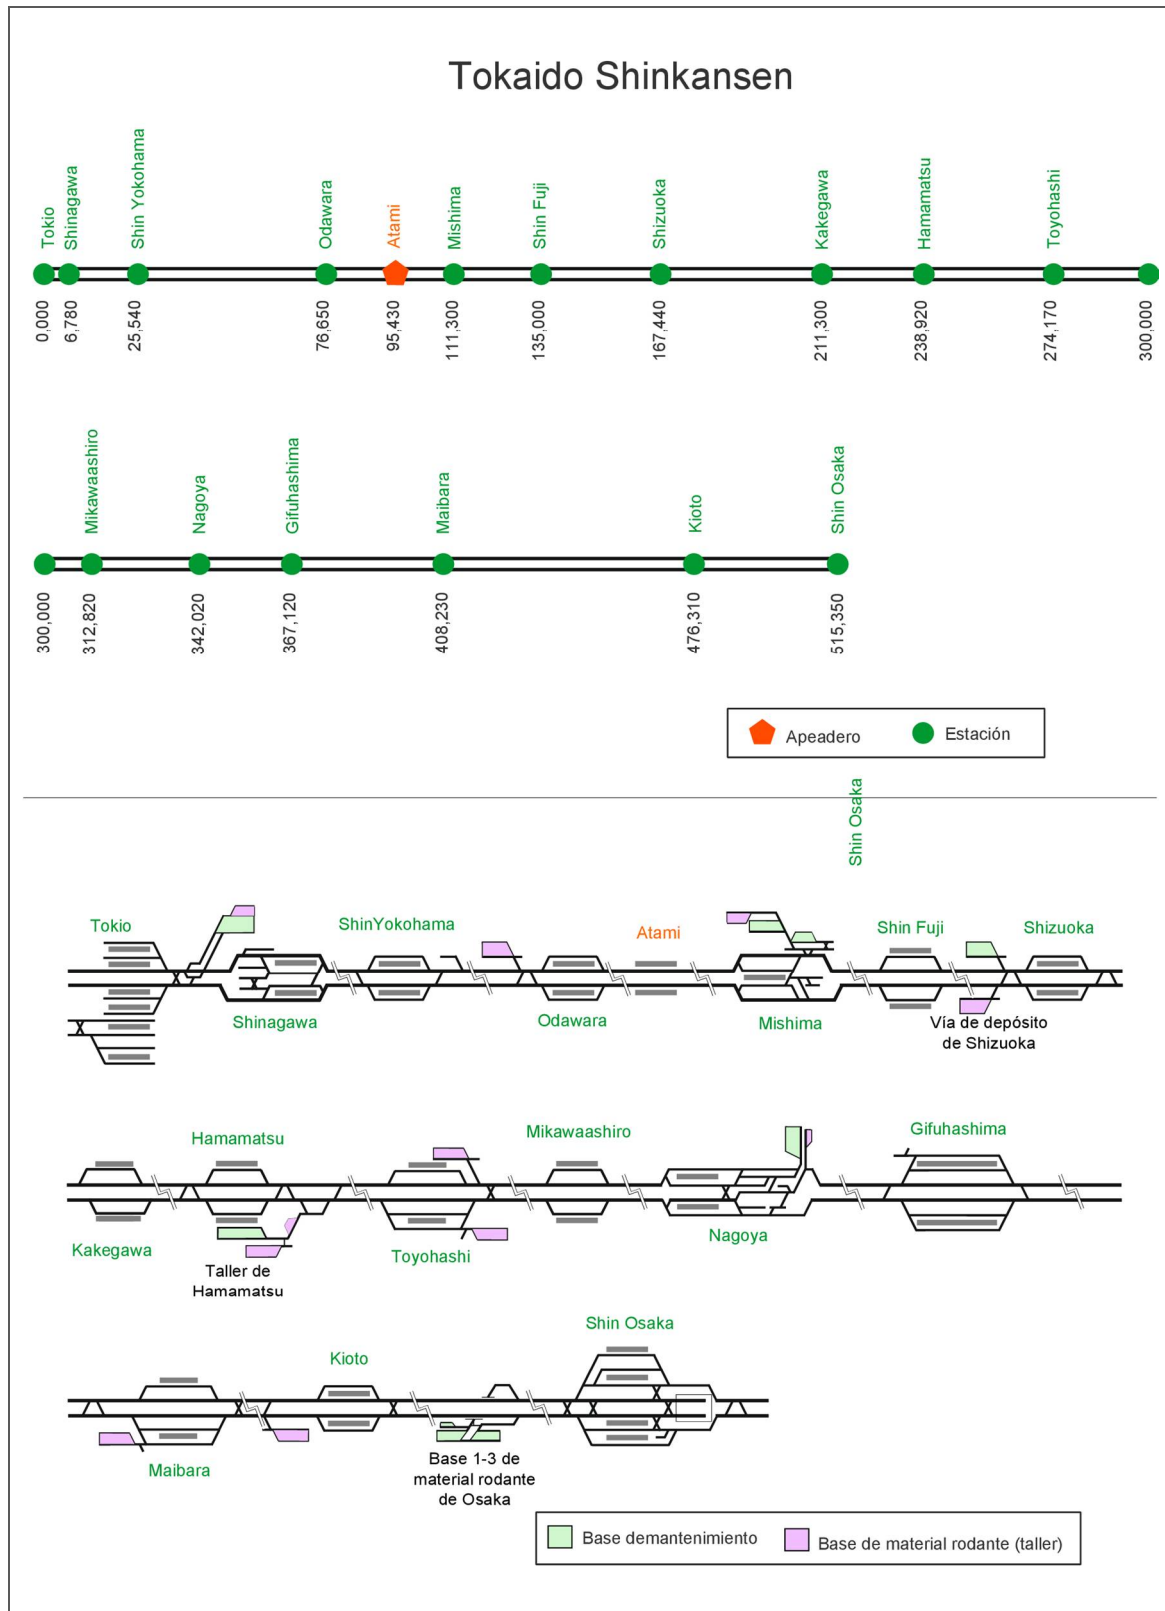 Tokaido Shinkansen
Tokio
Shinagawa
Shin Yokohama
Odawara
Atami
Mishima
Shin Fuji
Shizuoka
Kakegawa
Hamamatsu
Toyohashi
0,000
6,780
25,540
76,650
95,430
111,300
135,000
167,440
211,300
238,920
274,170
300,000
Mikawaashiro
Nagoya
Gifuhashima
Maibara
Kioto
Shin Osaka
300,000
312,820
342,020
367,120
408,230
476,310
515,350
Apeadero
Estación
Shin Osaka
Tokio
ShinYokohama
Atami
Shin Fuji
Shizuoka
Shinagawa
Odawara
Mishima
Vía de depósito
de Shizuoka
Hamamatsu
Mikawaashiro
Gifuhashima
Kakegawa
Toyohashi
Nagoya
Taller de
Hamamatsu
Shin Osaka
Kioto
Maibara
Base 1-3 de
material rodante
de Osaka
Base demantenimiento
Base de material rodante (taller)